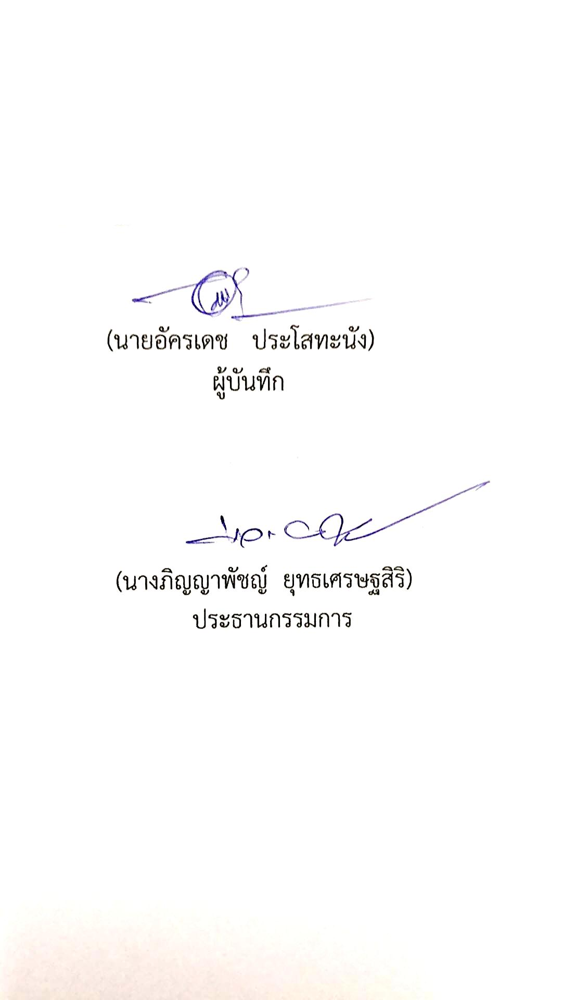 (นายอัครเดช ประโสทะนัง)
ผู้บันทึก
(นางภิญญาพัชญ์ ยุทธเศรษฐสิริ)
ประธานกรรมการ